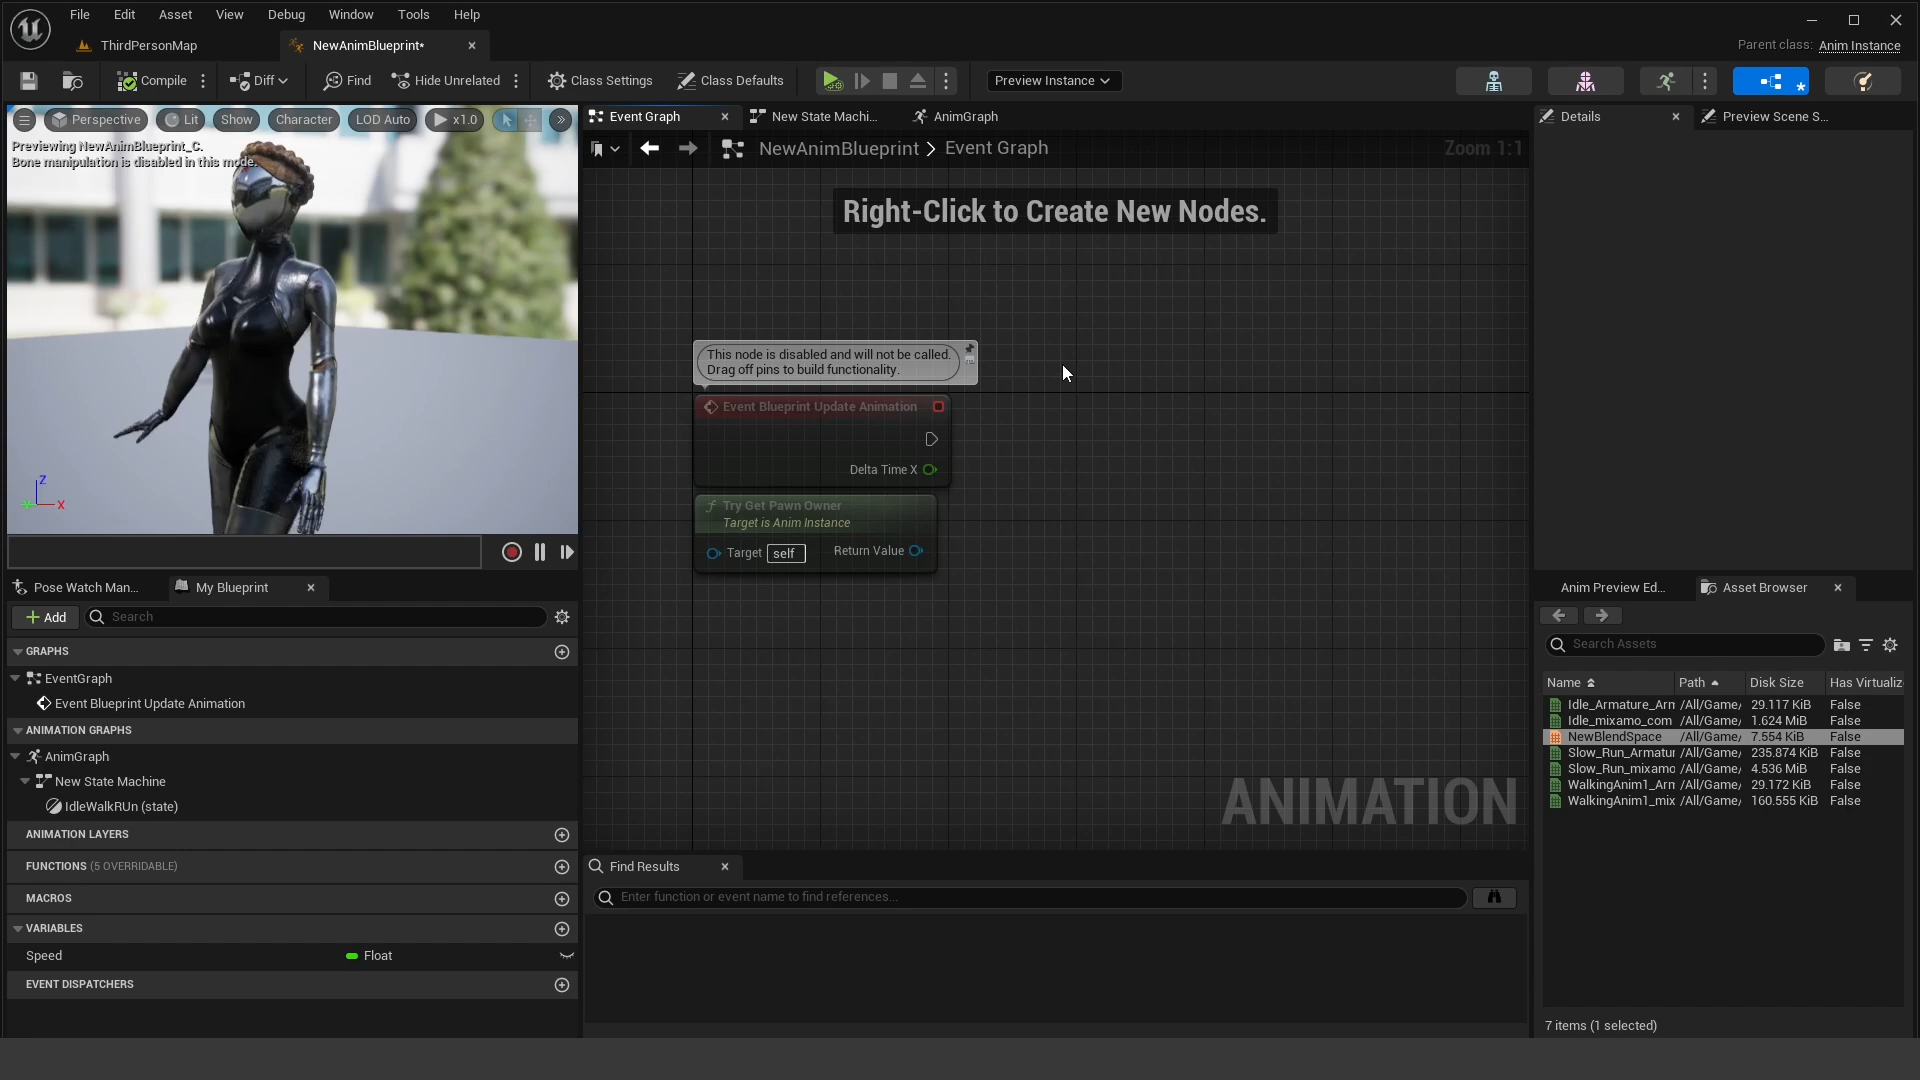 File Edit Asset View Debug Window Tools Help
ThirdPersonMap
NewAnimBlueprint*
Parent class: Anim Instance
Compile Diff Find Hide Unrelated Class Settings Class Defaults Preview Instance
Perspective Lit Show Character LOD Auto x1.0
Previewing NewAnimBlueprint_C.
Bone manipulation is disabled in this mode.
Z
X
Pose Watch Man...
My Blueprint
Add
Search
GRAPHS
EventGraph
Event Blueprint Update Animation
ANIMATION GRAPHS
AnimGraph
New State Machine
IdleWalkRUn (state)
ANIMATION LAYERS
FUNCTIONS (5 OVERRIDABLE)
MACROS
VARIABLES
Speed Float
EVENT DISPATCHERS
Event Graph
New State Machi...
AnimGraph
NewAnimBlueprint > Event Graph
Zoom 1:1
Right-Click to Create New Nodes.
This node is disabled and will not be called.
Drag off pins to build functionality.
Event Blueprint Update Animation
Delta Time X
Try Get Pawn Owner
Target is Anim Instance
Target self Return Value
ANIMATION
Find Results
Enter function or event name to find references...
Details
Preview Scene S...
Anim Preview Ed...
Asset Browser
Search Assets
Name Path Disk Size Has Virtualiz
Idle_Armature_Arm /All/Game/ 29.117 KiB False
Idle_mixamo_com /All/Game/ 1.624 MiB False
NewBlendSpace /All/Game/ 7.554 KiB False
Slow_Run_Armatur /All/Game/ 235.874 KiB False
Slow_Run_mixamo /All/Game/ 4.536 MiB False
WalkingAnim1_Arm /All/Game/ 29.172 KiB False
WalkingAnim1_mix /All/Game/ 160.555 KiB False
7 items (1 selected)